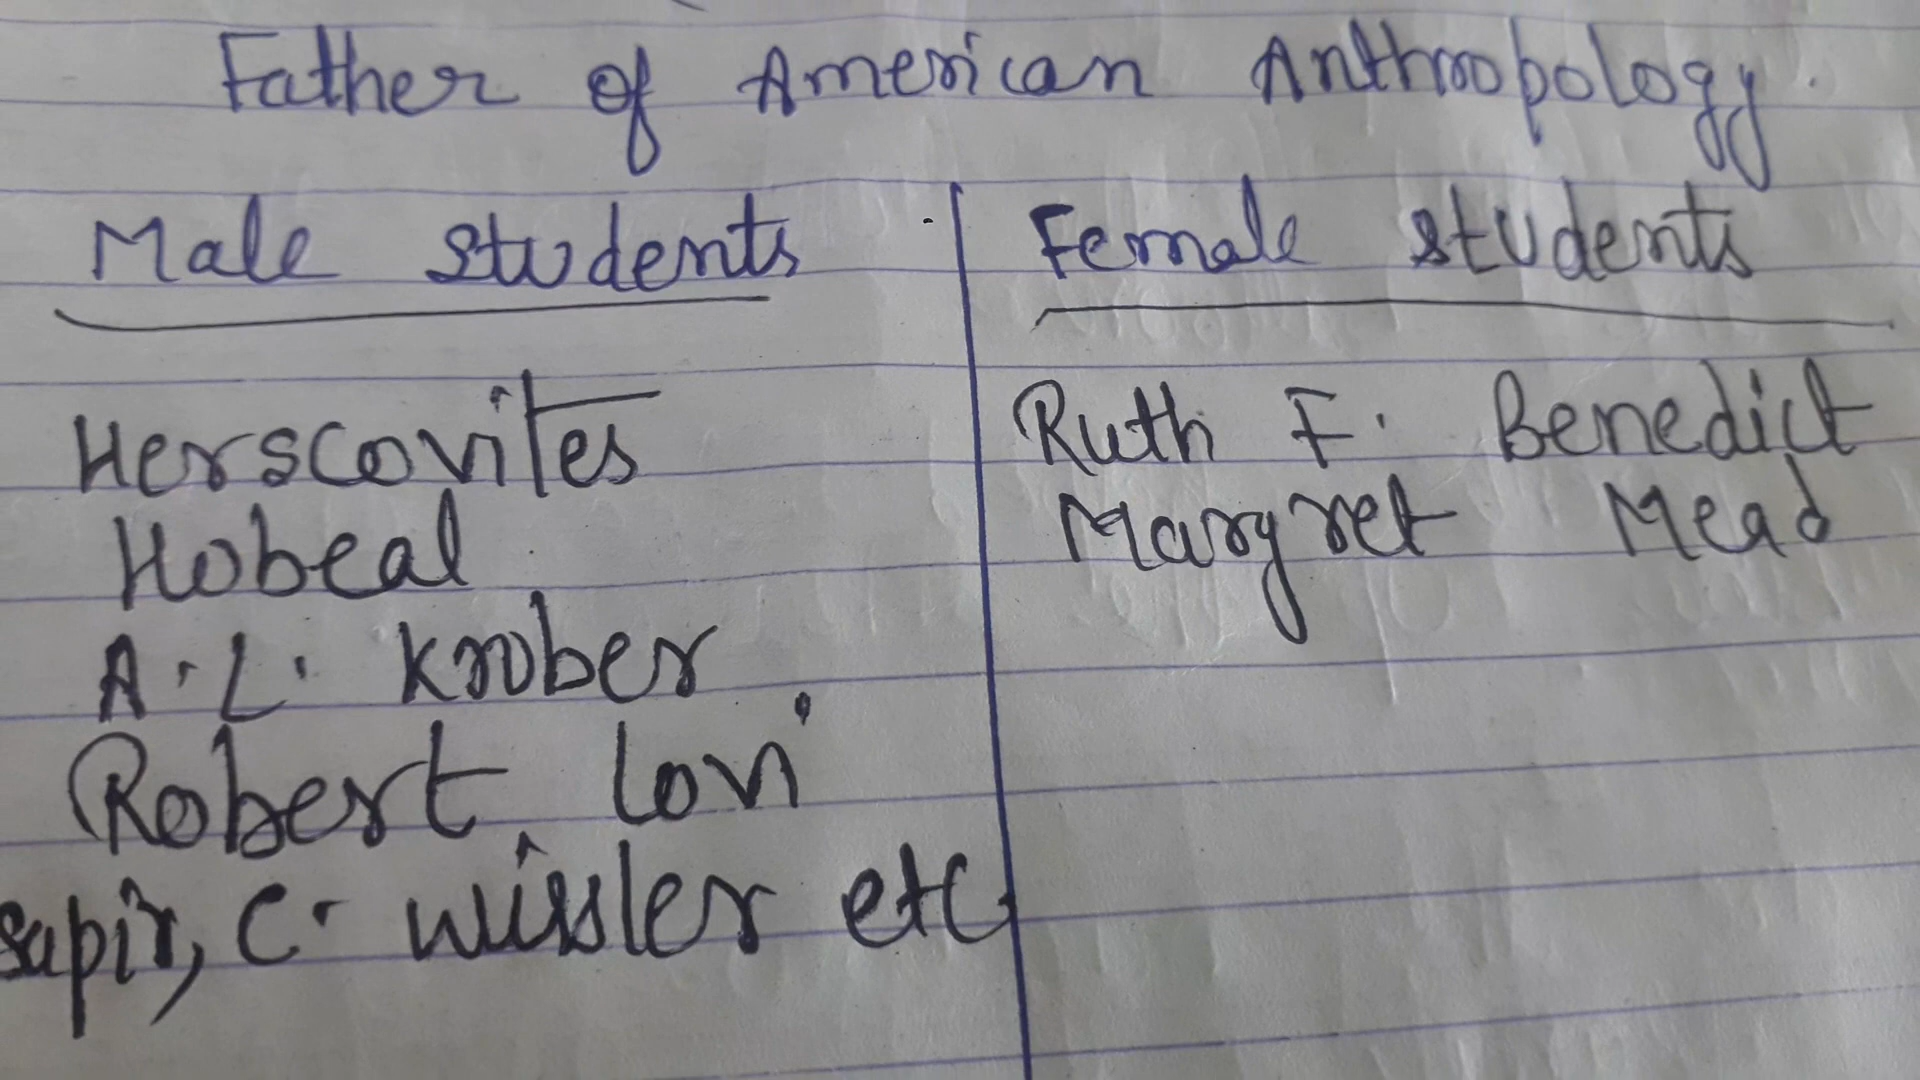 Father of American Anthropology.
Male students
Herscovites
Hobeal
A.L. Krober
Robert Lovi
Sapir, C. Wissler etc
Female students
Ruth F. Benedict
Margret Mead